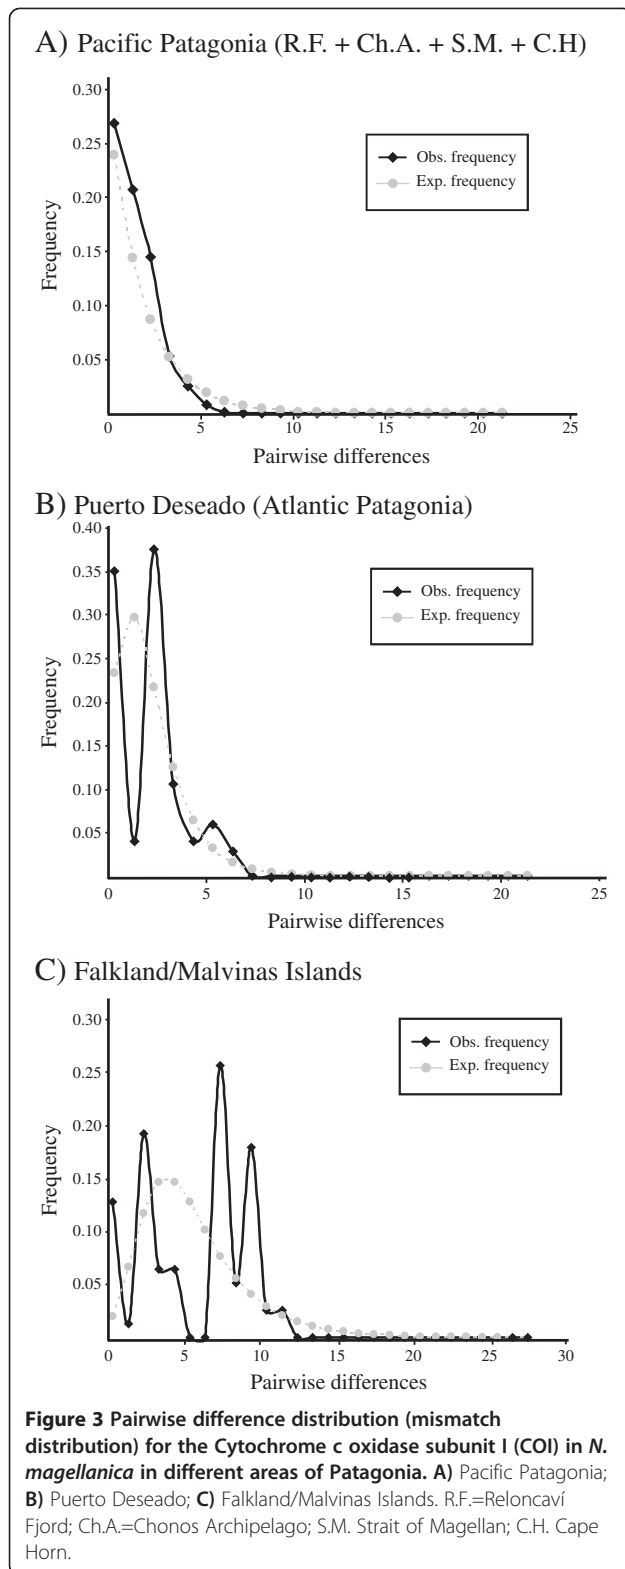 A) Pacific Patagonia (R.F. + Ch.A. + S.M. + C.H)
0.30
0.25
0.20
0.15
0.10
0.05
Frequency
Obs. frequency
Exp. frequency
0 5 10 15 20 25
Pairwise differences
B) Puerto Deseado (Atlantic Patagonia)
0.40
0.35
0.30
0.25
0.20
0.15
0.10
0.05
Frequency
Obs. frequency
Exp. frequency
0 5 10 15 20 25
Pairwise differences
C) Falkland/Malvinas Islands
0.30
0.25
0.20
0.15
0.10
0.05
Frequency
Obs. frequency
Exp. frequency
0 5 10 15 20 25 30
Pairwise differences
Figure 3 Pairwise difference distribution (mismatch
distribution) for the Cytochrome c oxidase subunit I (COI) in N.
magellanica in different areas of Patagonia. A) Pacific Patagonia;
B) Puerto Deseado; C) Falkland/Malvinas Islands. R.F.=Reloncaví
Fjord; Ch.A.=Chonos Archipelago; S.M. Strait of Magellan; C.H. Cape
Horn.